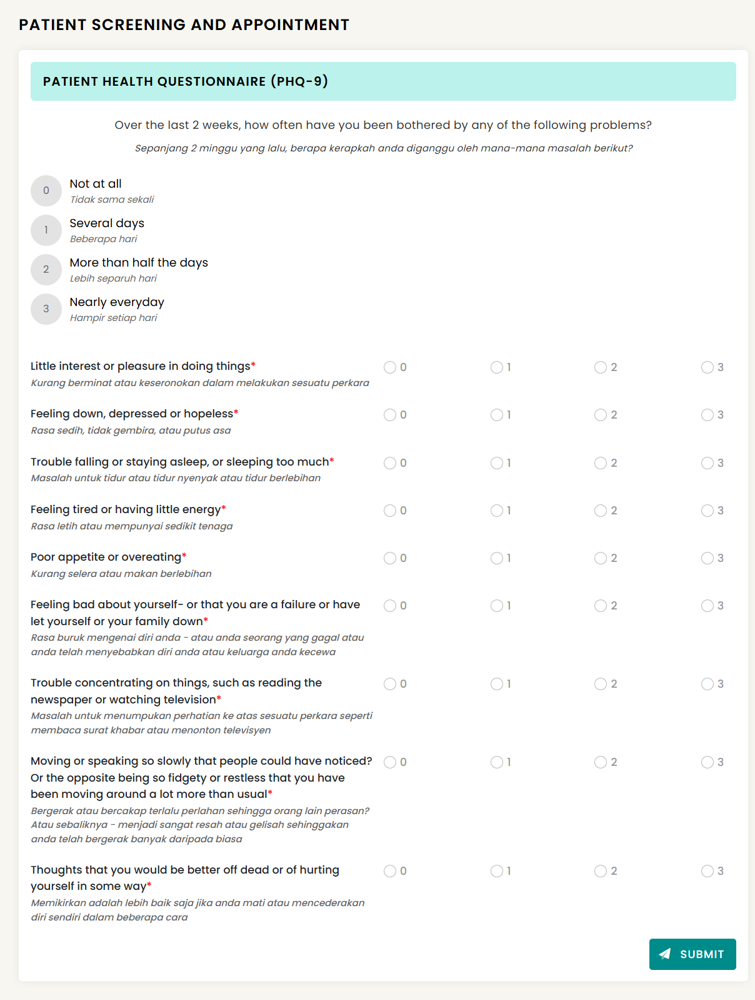 PATIENT SCREENING AND APPOINTMENT
PATIENT HEALTH QUESTIONNAIRE (PHQ-9)
Over the last 2 weeks, how often have you been bothered by any of the following problems?
Sepanjang 2 minggu yang lalu, berapa kerapkah anda diganggu oleh mana-mana masalah berikut?
0 Not at all
Tidak sama sekali
1 Several days
Beberapa hari
2 More than half the days
Lebih separuh hari
3 Nearly everyday
Hampir setiap hari
Little interest or pleasure in doing things* 0 1 2 3
Kurang berminat atau keseronokan dalam melakukan sesuatu perkara
Feeling down, depressed or hopeless* 0 1 2 3
Rasa sedih, tidak gembira, atau putus asa
Trouble falling or staying asleep, or sleeping too much* 0 1 2 3
Masalah untuk tidur atau tidur nyenyak atau tidur berlebihan
Feeling tired or having little energy* 0 1 2 3
Rasa letih atau mempunyai sedikit tenaga
Poor appetite or overeating* 0 1 2 3
Kurang selera atau makan berlebihan
Feeling bad about yourself- or that you are a failure or have 0 1 2 3
let yourself or your family down*
Rasa buruk mengenai diri anda - atau anda seorang yang gagal atau
anda telah menyebabkan diri anda atau keluarga anda kecewa
Trouble concentrating on things, such as reading the 0 1 2 3
newspaper or watching television*
Masalah untuk menumpukan perhatian ke atas sesuatu perkara seperti
membaca surat khabar atau menonton televisyen
Moving or speaking so slowly that people could have noticed? 0 1 2 3
Or the opposite being so fidgety or restless that you have
been moving around a lot more than usual*
Bergerak atau bercakap terlalu perlahan sehingga orang lain perasan?
Atau sebaliknya - menjadi sangat resah atau gelisah sehinggakan
anda telah bergerak banyak daripada biasa
Thoughts that you would be better off dead or of hurting 0 1 2 3
yourself in some way*
Memikirkan adalah lebih baik saja jika anda mati atau mencederakan
diri sendiri dalam beberapa cara
SUBMIT